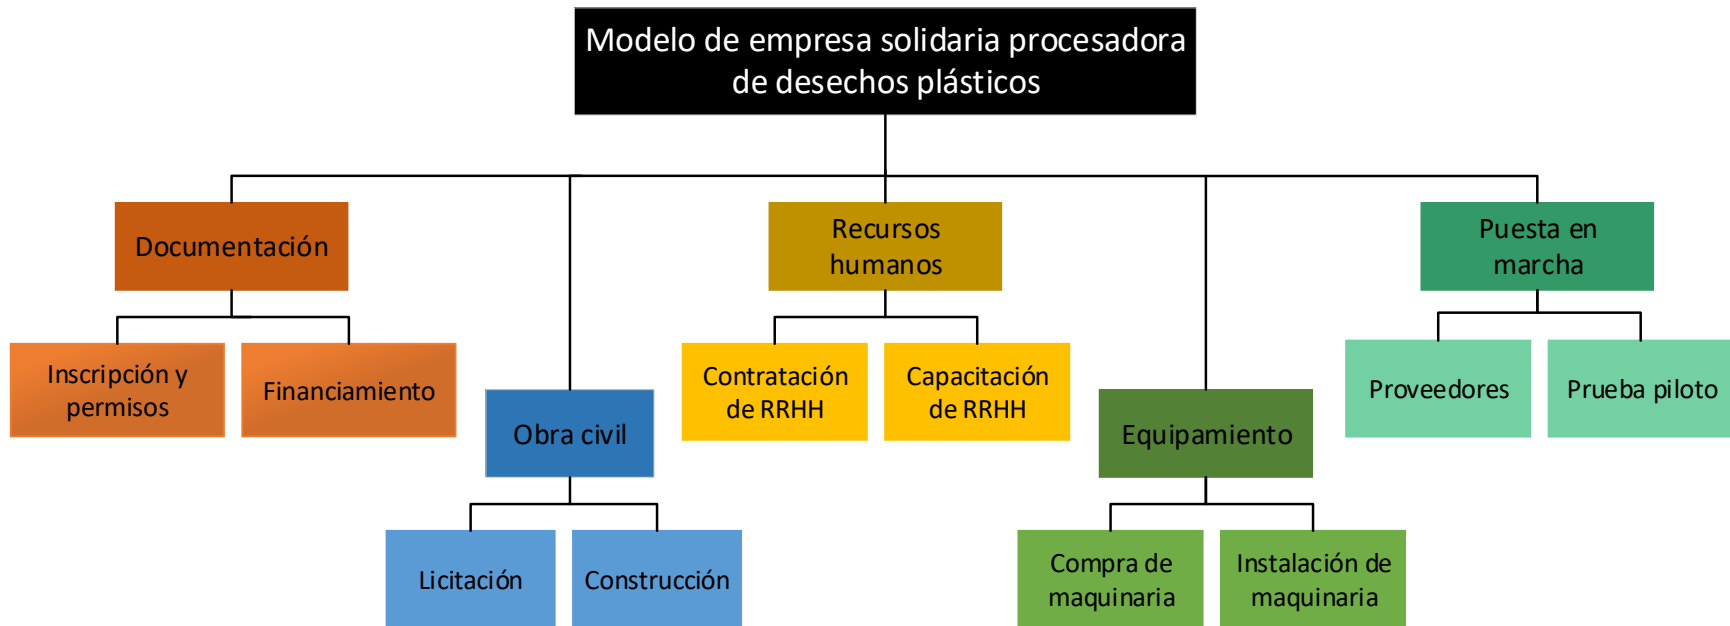 Modelo de empresa solidaria procesadora
de desechos plásticos
Documentación
Recursos
humanos
Puesta en
marcha
Inscripción y
permisos
Financiamiento
Obra civil
Contratación
de RRHH
Capacitación
de RRHH
Equipamiento
Proveedores
Prueba piloto
Licitación
Construcción
Compra de
maquinaria
Instalación de
maquinaria